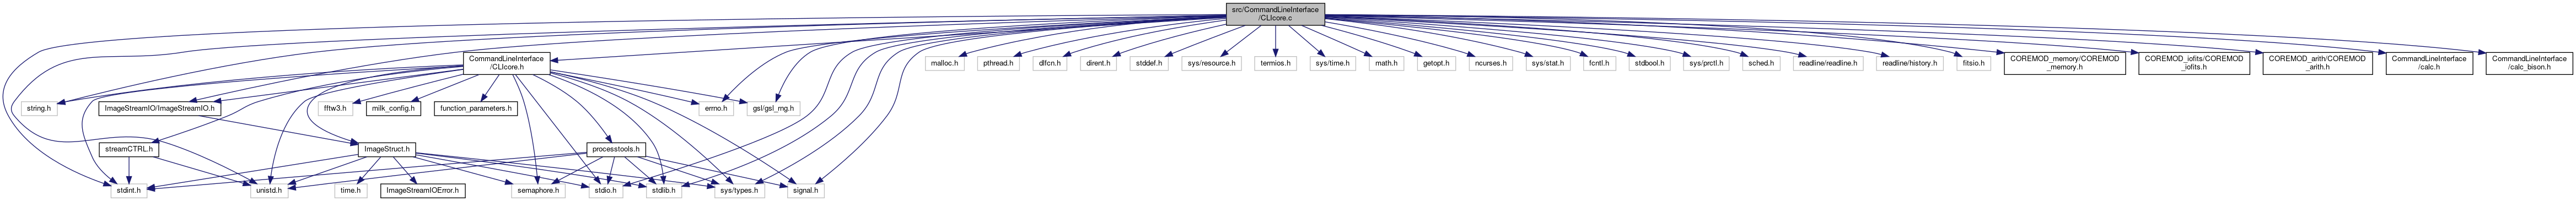 src/CommandLineInterface
/CLIcore.c
CommandLineInterface
/CLIcore.h
malloc.h
pthread.h
dlfcn.h
dirent.h
stddef.h
sys/resource.h
termios.h
sys/time.h
math.h
getopt.h
ncurses.h
sys/stat.h
fcntl.h
stdbool.h
sys/prctl.h
sched.h
readline/readline.h
readline/history.h
fitsio.h
COREMOD_memory/COREMOD
_memory.h
COREMOD_iofits/COREMOD
_iofits.h
COREMOD_arith/COREMOD
_arith.h
CommandLineInterface
/calc.h
CommandLineInterface
/calc_bison.h
string.h
ImageStreamIO/ImageStreamIO.h
fftw3.h
milk_config.h
function_parameters.h
errno.h
gsl/gsl_rng.h
streamCTRL.h
ImageStruct.h
processtools.h
stdint.h
unistd.h
time.h
ImageStreamIOError.h
semaphore.h
stdio.h
stdlib.h
sys/types.h
signal.h